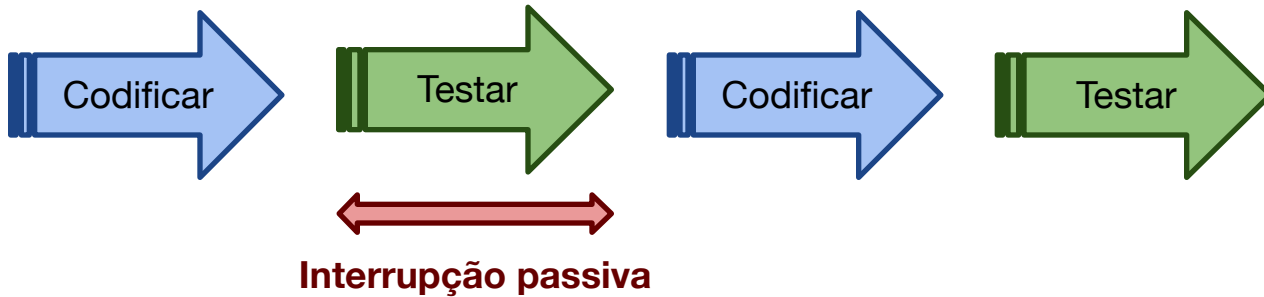 Codificar
Testar
Codificar
Testar
Interrupção passiva